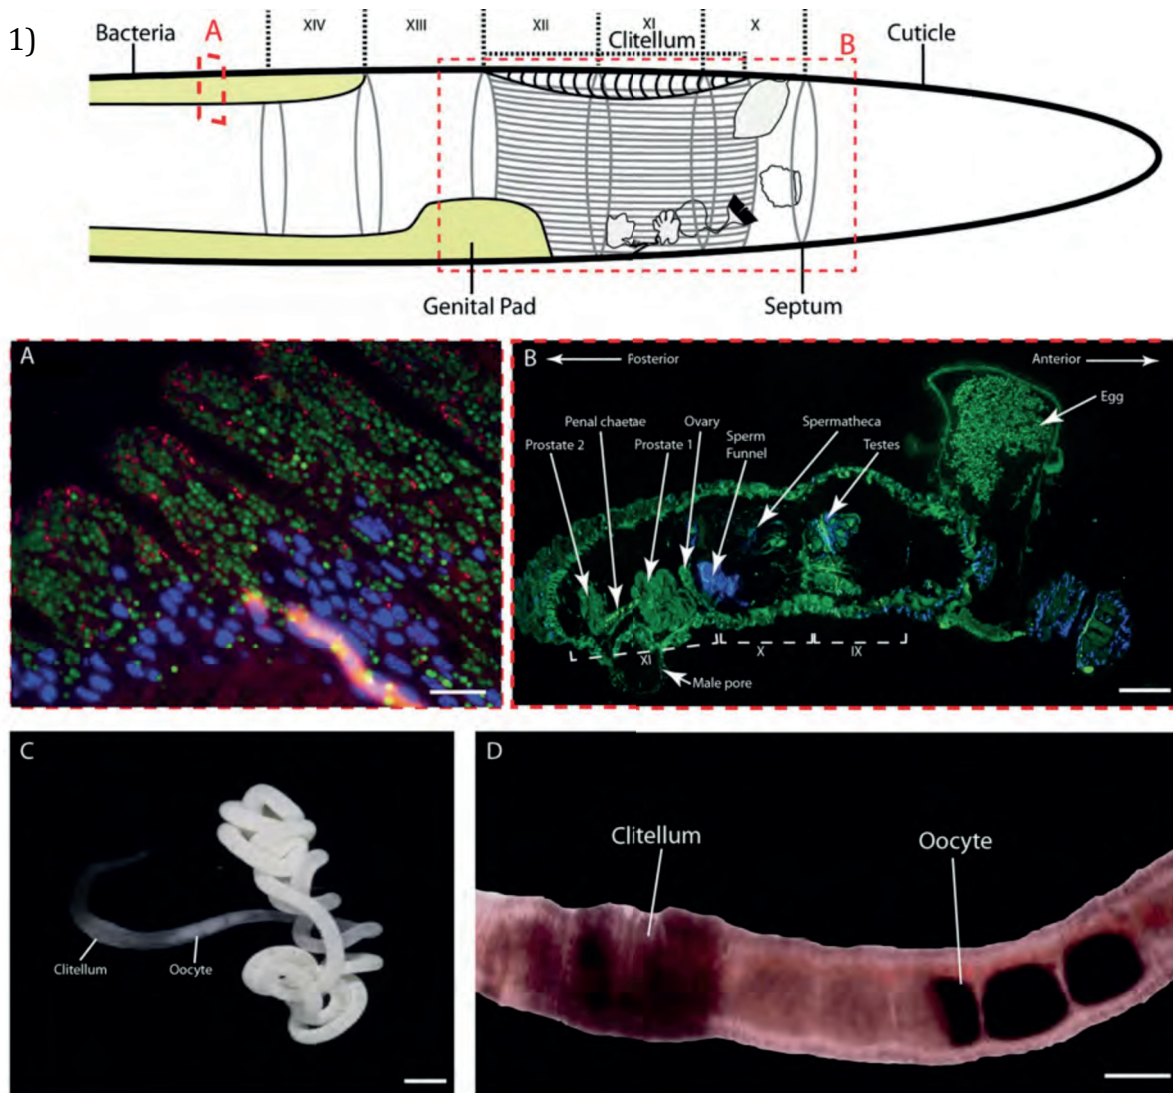 1)
Bacteria
A
XIV
XIII
XII
XI
X
Clitellum
B
Cuticle
Genital Pad
Septum
A
B
Posterior
Anterior
Egg
Penal chaetae
Ovary
Spermatheca
Prostate 2
Prostate 1
Sperm
Funnel
Testes
XI
X
IX
Male pore
C
Clitellum
Oocyte
D
Clitellum
Oocyte